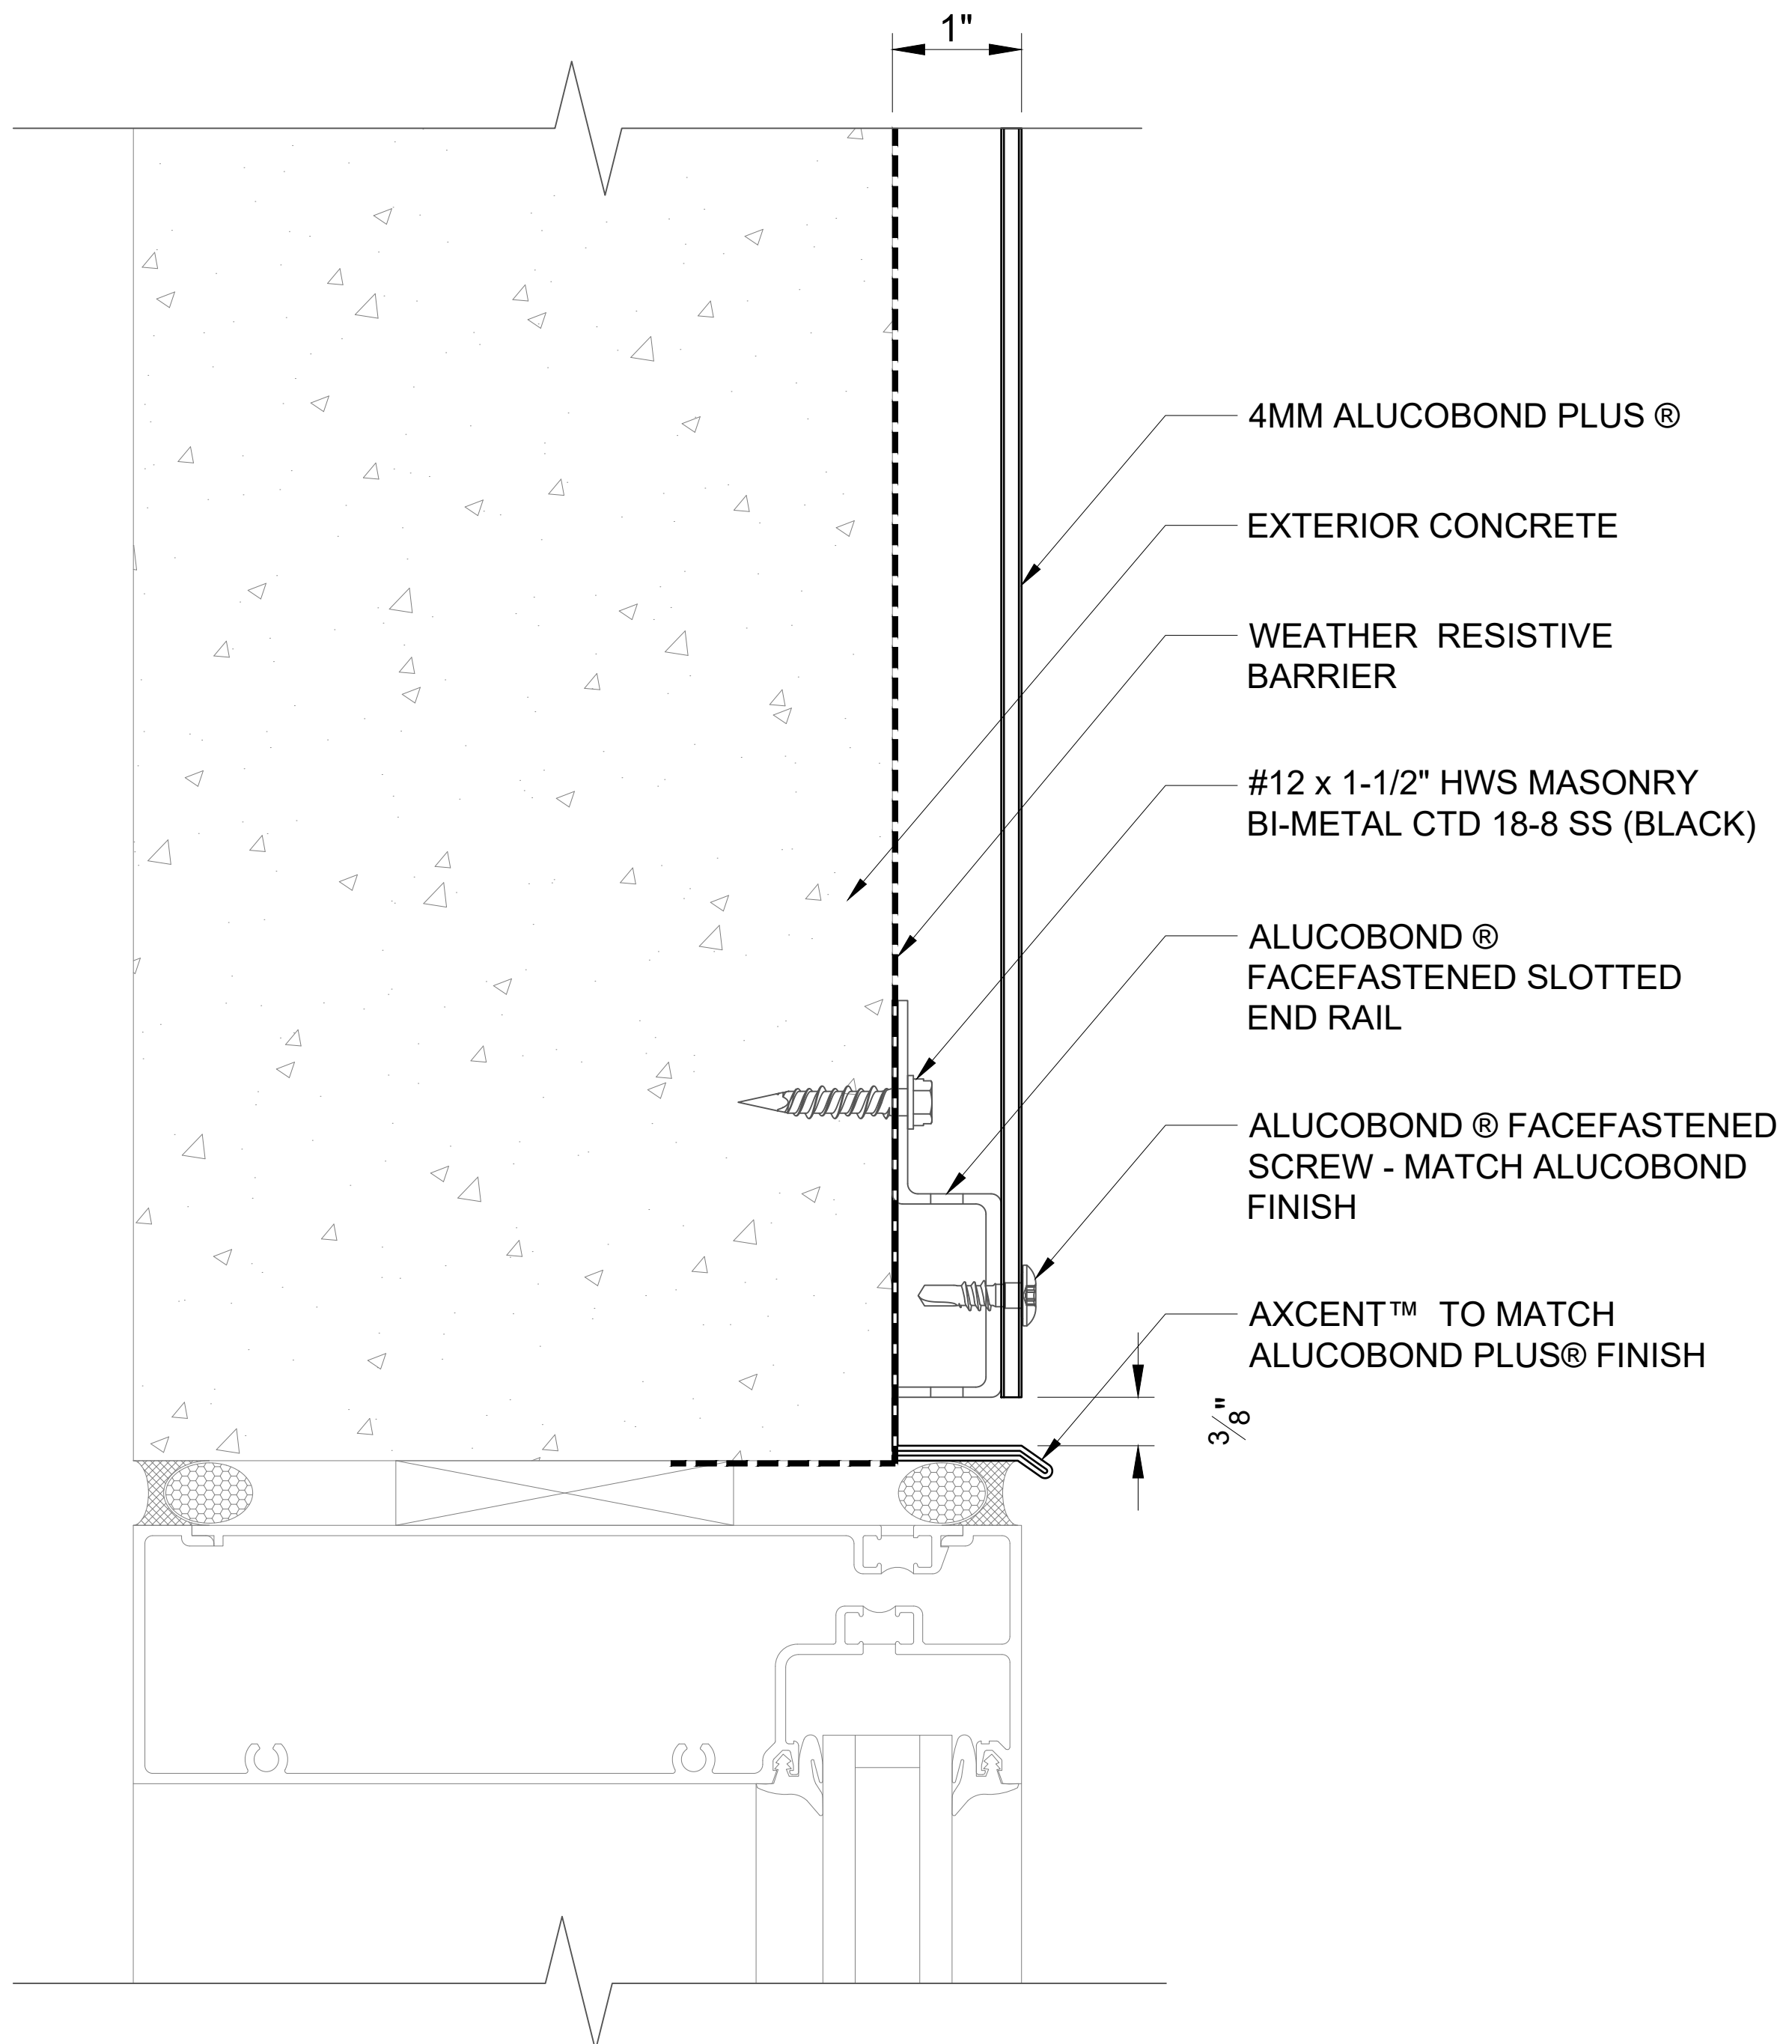 1"
4MM ALUCOBOND PLUS ®
EXTERIOR CONCRETE
WEATHER RESISTIVE
BARRIER
#12 x 1-1/2" HWS MASONRY
BI-METAL CTD 18-8 SS (BLACK)
ALUCOBOND ®
FACEFASTENED SLOTTED
END RAIL
ALUCOBOND ® FACEFASTENED
SCREW - MATCH ALUCOBOND
FINISH
AXCENT™ TO MATCH
ALUCOBOND PLUS® FINISH
3/8"